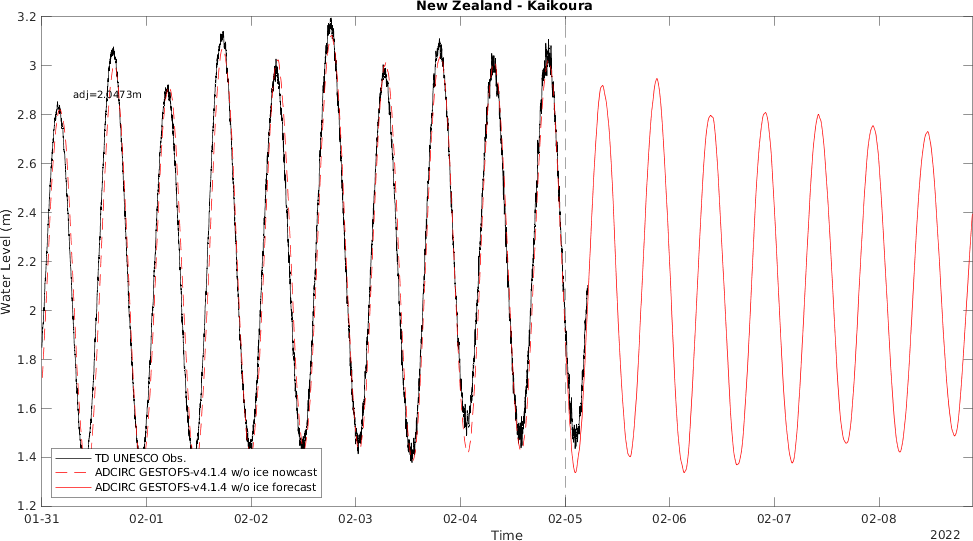 New Zealand - Kaikoura
3.2
3
2.8
2.6
2.4
2.2
2
1.8
1.6
1.4
1.2
Water Level (m)
adj=2.0473m
TD UNESCO Obs.
ADCIRC GESTOFS-v4.1.4 w/o ice nowcast
ADCIRC GESTOFS-v4.1.4 w/o ice forecast
01-31 02-01 02-02 02-03 02-04 02-05 02-06 02-07 02-08
Time
2022